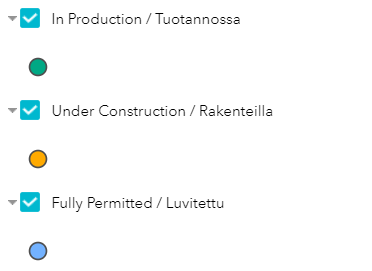 In Production / Tuotannossa
Under Construction / Rakenteilla
Fully Permitted / Luvitettu